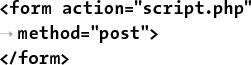 <form action="script.php"
→ method="post">
</form>